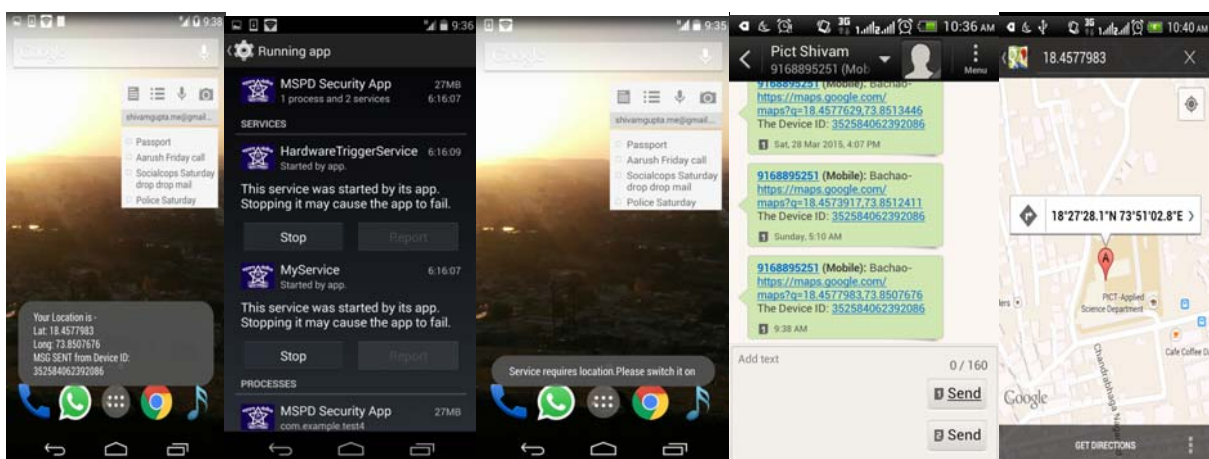 9:38
Google
shivamgupta.me@gmail...
Passport
Aarush Friday call
Socialcops Saturday
drop drop mail
Police Saturday
Your Location is -
Lat: 18.4577983
Long: 73.8507676
MSG SENT from Device ID:
352584062392086
9:36
Running app
MSPD Security App 27MB
1 process and 2 services 6:16:07
SERVICES
HardwareTriggerService 6:16:09
Started by app.
This service was started by its app.
Stopping it may cause the app to fail.
Stop Report
MyService 6:16:07
Started by app.
This service was started by its app.
Stopping it may cause the app to fail.
Stop Report
PROCESSES
MSPD Security App 27MB
com.example.test4
9:35
Google
shivamgupta.me@gmail...
Passport
Aarush Friday call
Socialcops Saturday
drop drop mail
Police Saturday
Service requires location.Please switch it on
3G 10:36 AM
Pict Shivam
9168895251 (Mob
Menu
9168895251 (Mobile): Bachao-
https://maps.google.com/
maps?q=18.4577629,73.8513446
The Device ID: 352584062392086
1 Sat, 28 Mar 2015, 4:07 PM
9168895251 (Mobile): Bachao-
https://maps.google.com/
maps?q=18.4573917,73.8512411
The Device ID: 352584062392086
1 Sunday, 5:10 AM
9168895251 (Mobile): Bachao-
https://maps.google.com/
maps?q=18.4577983,73.8507676
The Device ID: 352584062392086
1 9:38 AM
Add text
0 / 160
1 Send
2 Send
3G 10:40 AM
18.4577983 X
18°27'28.1"N 73°51'02.8"E >
A
PICT-Applied
Science Department
Cafe Coffee Da
Chandrabhaga Nagar
Google
GET DIRECTIONS